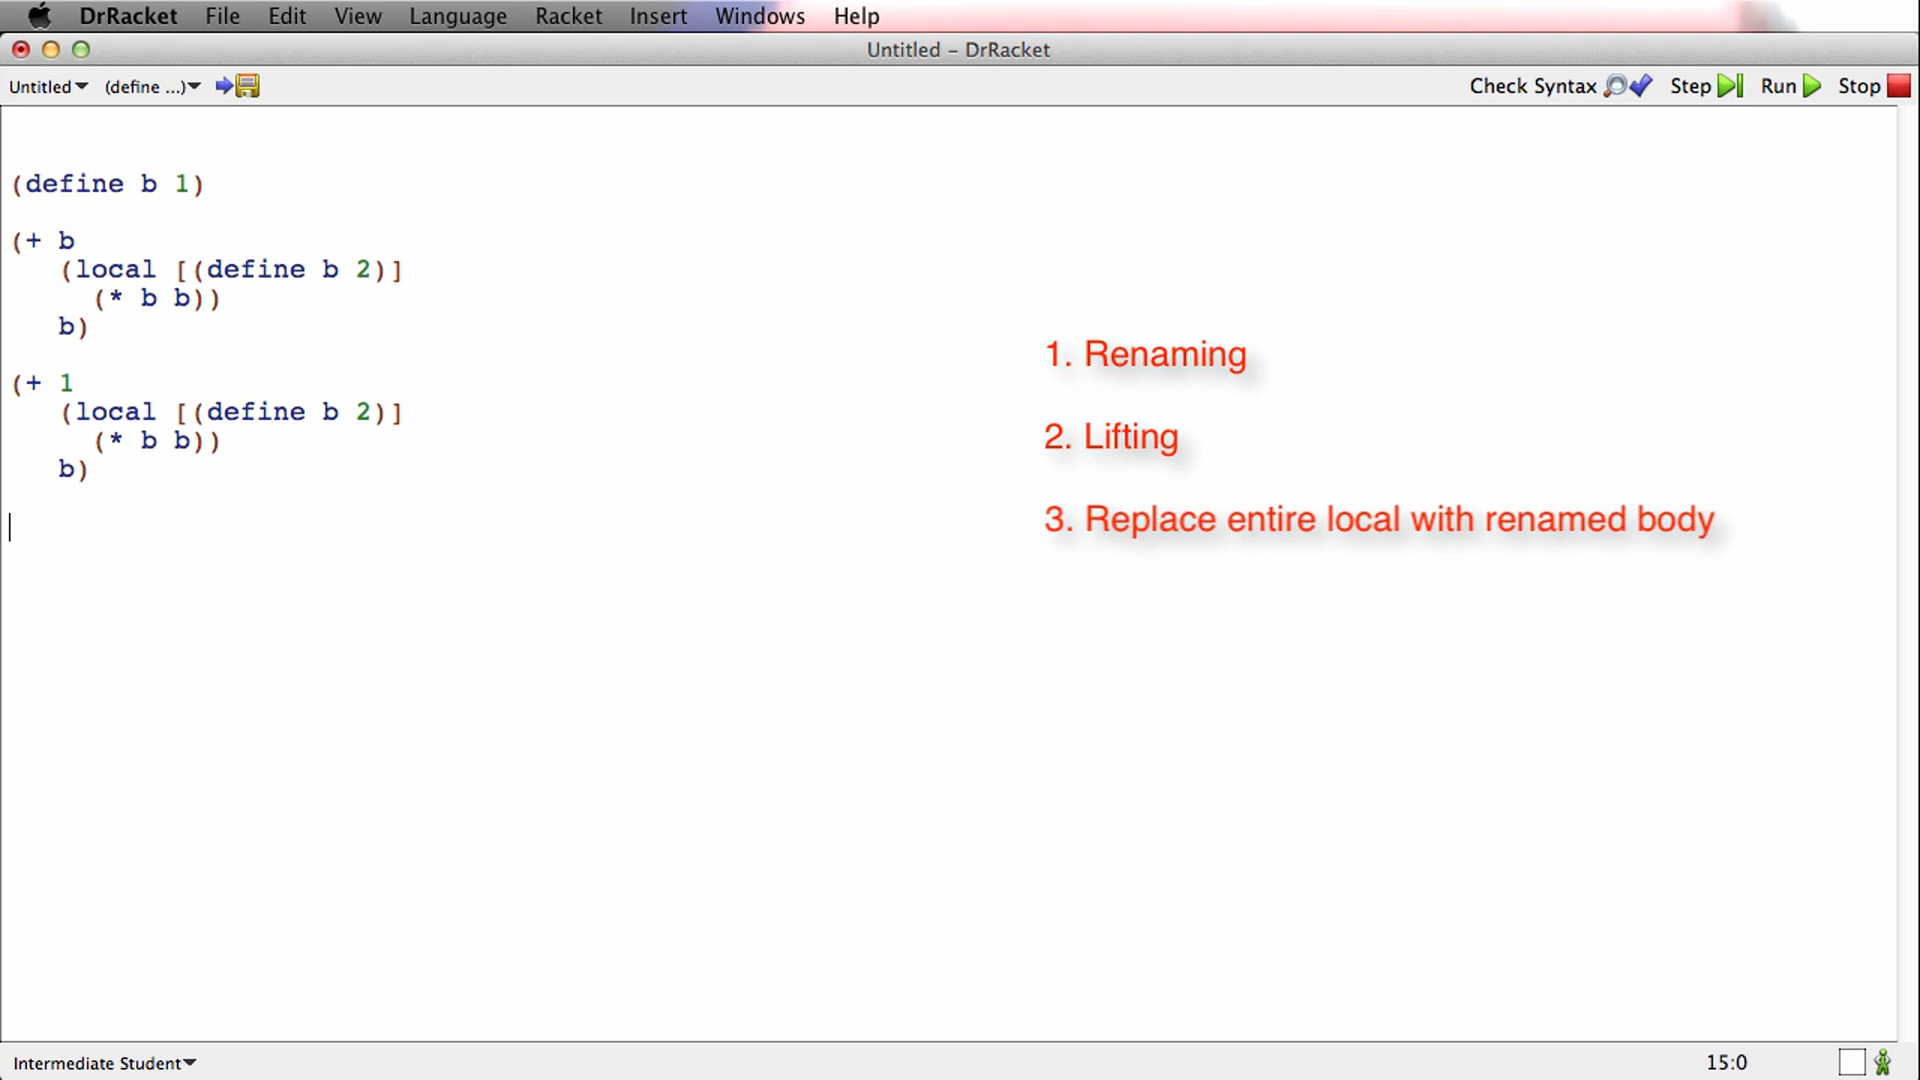 DrRacket File Edit View Language Racket Insert Windows Help
Untitled – DrRacket
Untitled (define ...) Check Syntax Step Run Stop
(define b 1)
(+ b
(local [(define b 2)]
(* b b))
b)
(+ 1
(local [(define b 2)]
(* b b))
b)
1. Renaming
2. Lifting
3. Replace entire local with renamed body
Intermediate Student 15:0